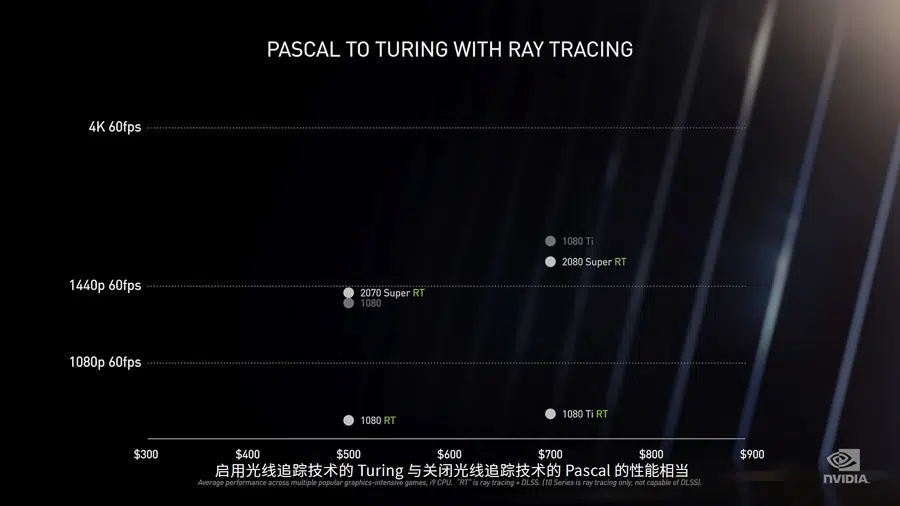 PASCAL TO TURING WITH RAY TRACING
4K 60fps
1080 Ti
2080 Super RT
1440p 60fps
2070 Super RT
1080
1080p 60fps
1080 RT
1080 Ti RT
$300 $400 $500 $600 $700 $800 $900
启用光线追踪技术的 Turing 与关闭光线追踪技术的 Pascal 的性能相当
Average performance across multiple popular graphics-intensive games, i9 CPU. "RT" is ray tracing + DLSS. (10 Series is ray tracing only, not capable of DLSS).
NVIDIA.